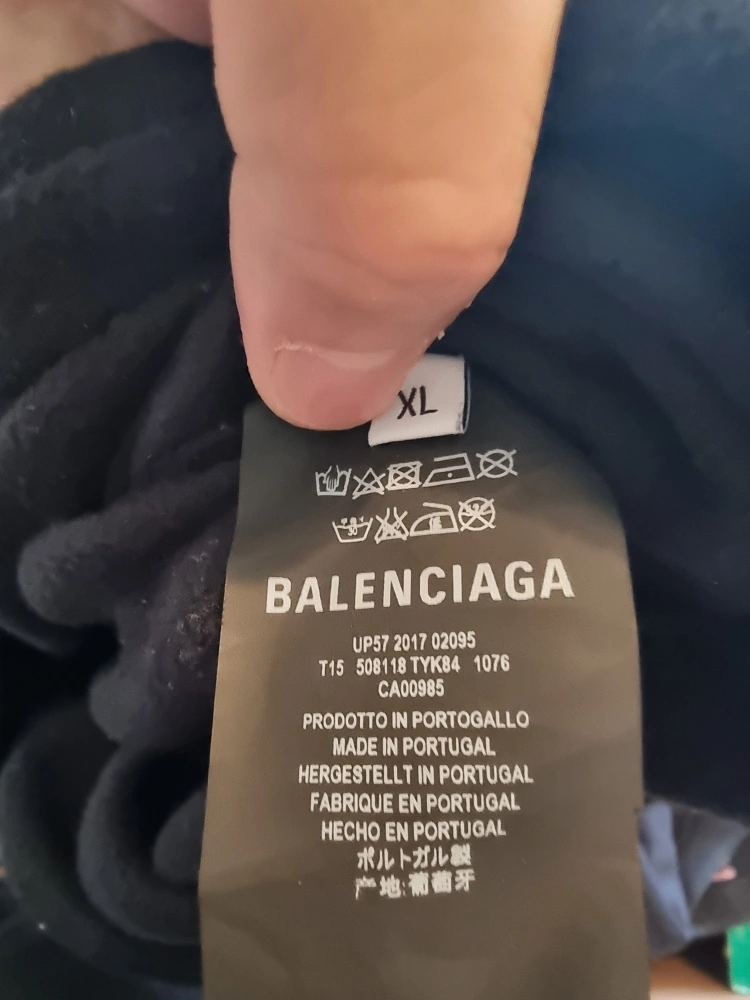 XL
BALENCIAGA
UP57 2017 02095
T15 508118 TYK84 1076
CA00985
PRODOTTO IN PORTOGALLO
MADE IN PORTUGAL
HERGESTELLT IN PORTUGAL
FABRIQUE EN PORTUGAL
HECHO EN PORTUGAL
ポルトガル製
产地:葡萄牙